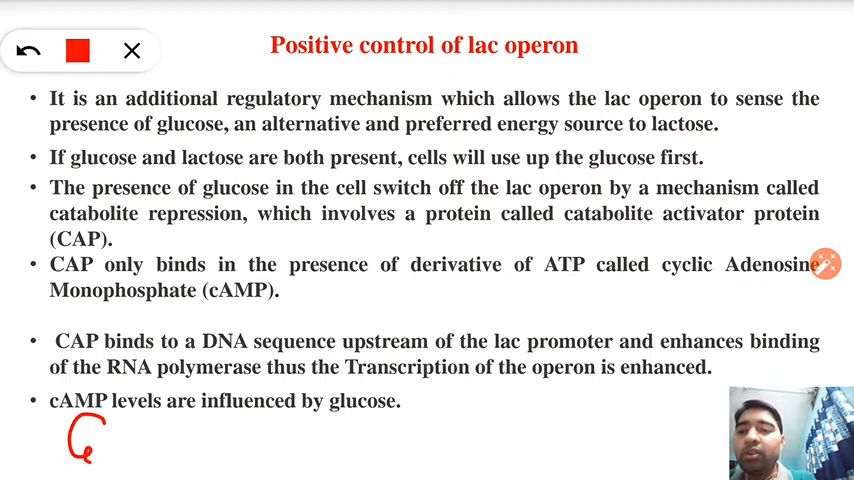 Positive control of lac operon
• It is an additional regulatory mechanism which allows the lac operon to sense the
presence of glucose, an alternative and preferred energy source to lactose.
• If glucose and lactose are both present, cells will use up the glucose first.
• The presence of glucose in the cell switch off the lac operon by a mechanism called
catabolite repression, which involves a protein called catabolite activator protein
(CAP).
• CAP only binds in the presence of derivative of ATP called cyclic Adenosine
Monophosphate (cAMP).
• CAP binds to a DNA sequence upstream of the lac promoter and enhances binding
of the RNA polymerase thus the Transcription of the operon is enhanced.
• cAMP levels are influenced by glucose.
G